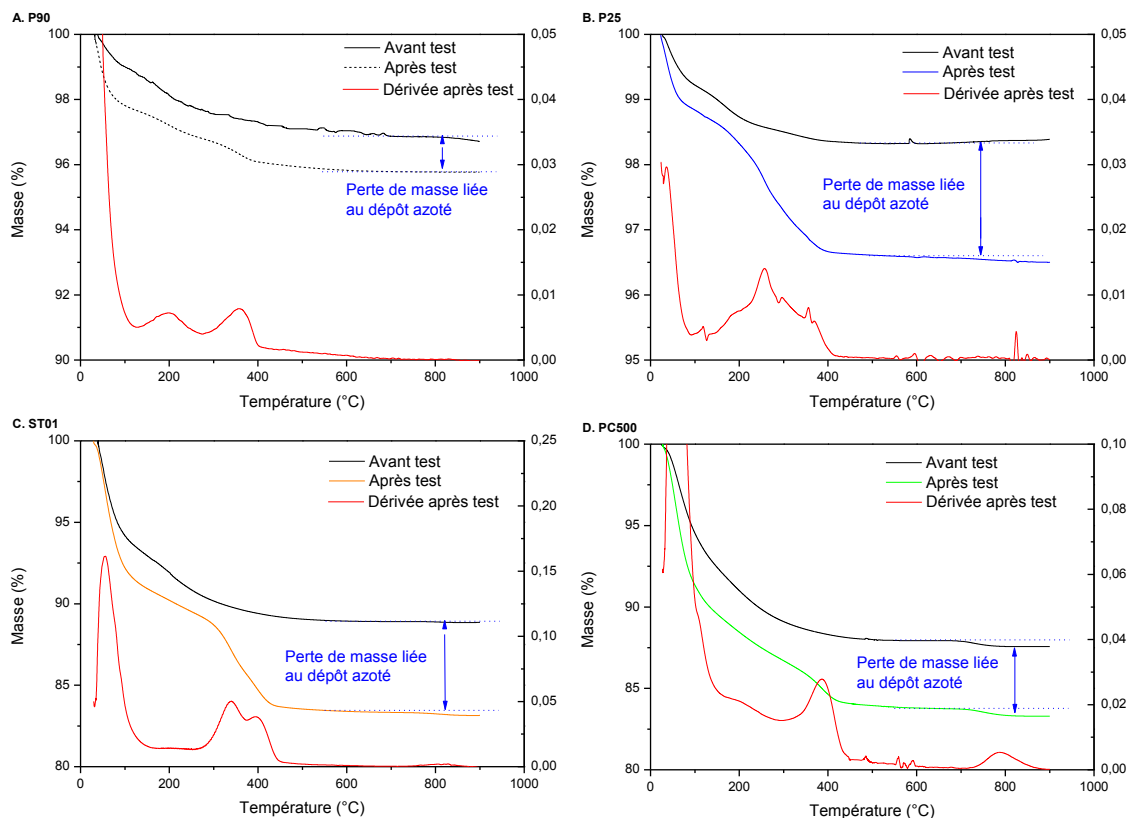 A. P90
100
98
96
94
92
90
Masse (%)
0,05
0,04
0,03
0,02
0,01
0,00
Avant test
Après test
Dérivée après test
Perte de masse liée
au dépôt azoté
0
200
400
600
800
1000
Température (°C)
B. P25
100
99
98
97
96
95
Masse (%)
0,05
0,04
0,03
0,02
0,01
0,00
Avant test
Après test
Dérivée après test
Perte de masse liée
au dépôt azoté
0
200
400
600
800
1000
Température (°C)
C. ST01
100
95
90
85
80
Masse (%)
0,25
0,20
0,15
0,10
0,05
0,00
Avant test
Après test
Dérivée après test
Perte de masse liée
au dépôt azoté
0
200
400
600
800
1000
Température (°C)
D. PC500
100
95
90
85
80
Masse (%)
0,10
0,08
0,06
0,04
0,02
0,00
Avant test
Après test
Dérivée après test
Perte de masse liée
au dépôt azoté
0
200
400
600
800
1000
Température (°C)